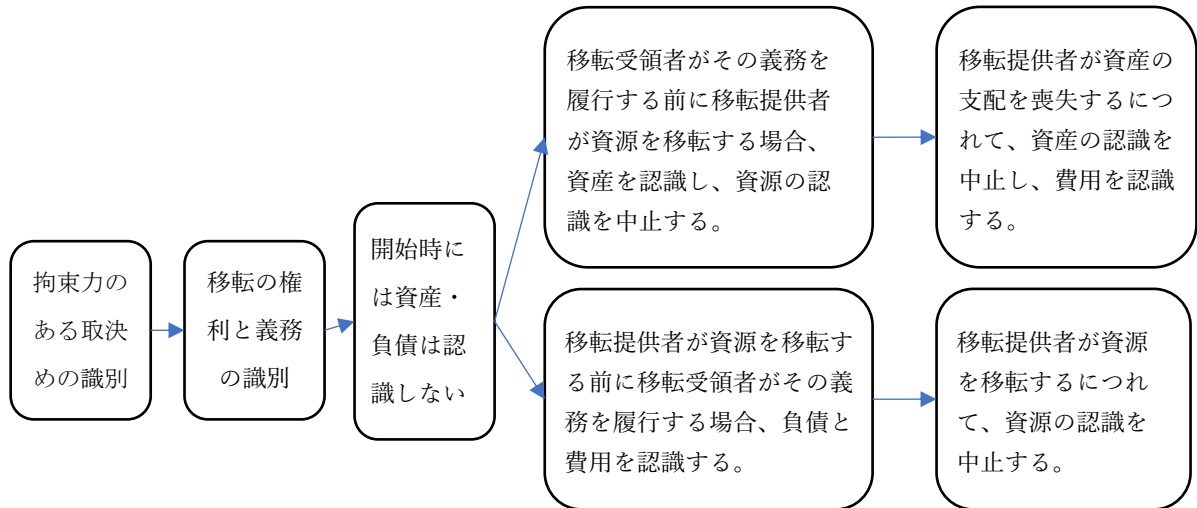 拘束力の
ある取決
めの識別
移転の権
利と義務
の識別
開始時に
は資産・
負債は認
識しない
移転受領者がその義務を
履行する前に移転提供者
が資源を移転する場合、
資産を認識し、資源の認
識を中止する。
移転提供者が資産の
支配を喪失するにつ
れて、資産の認識を
中止し、費用を認識
する。
移転提供者が資源を移転す
る前に移転受領者がその義
務を履行する場合、負債と
費用を認識する。
移転提供者が資源
を移転するにつれ
て、資源の認識を
中止する。